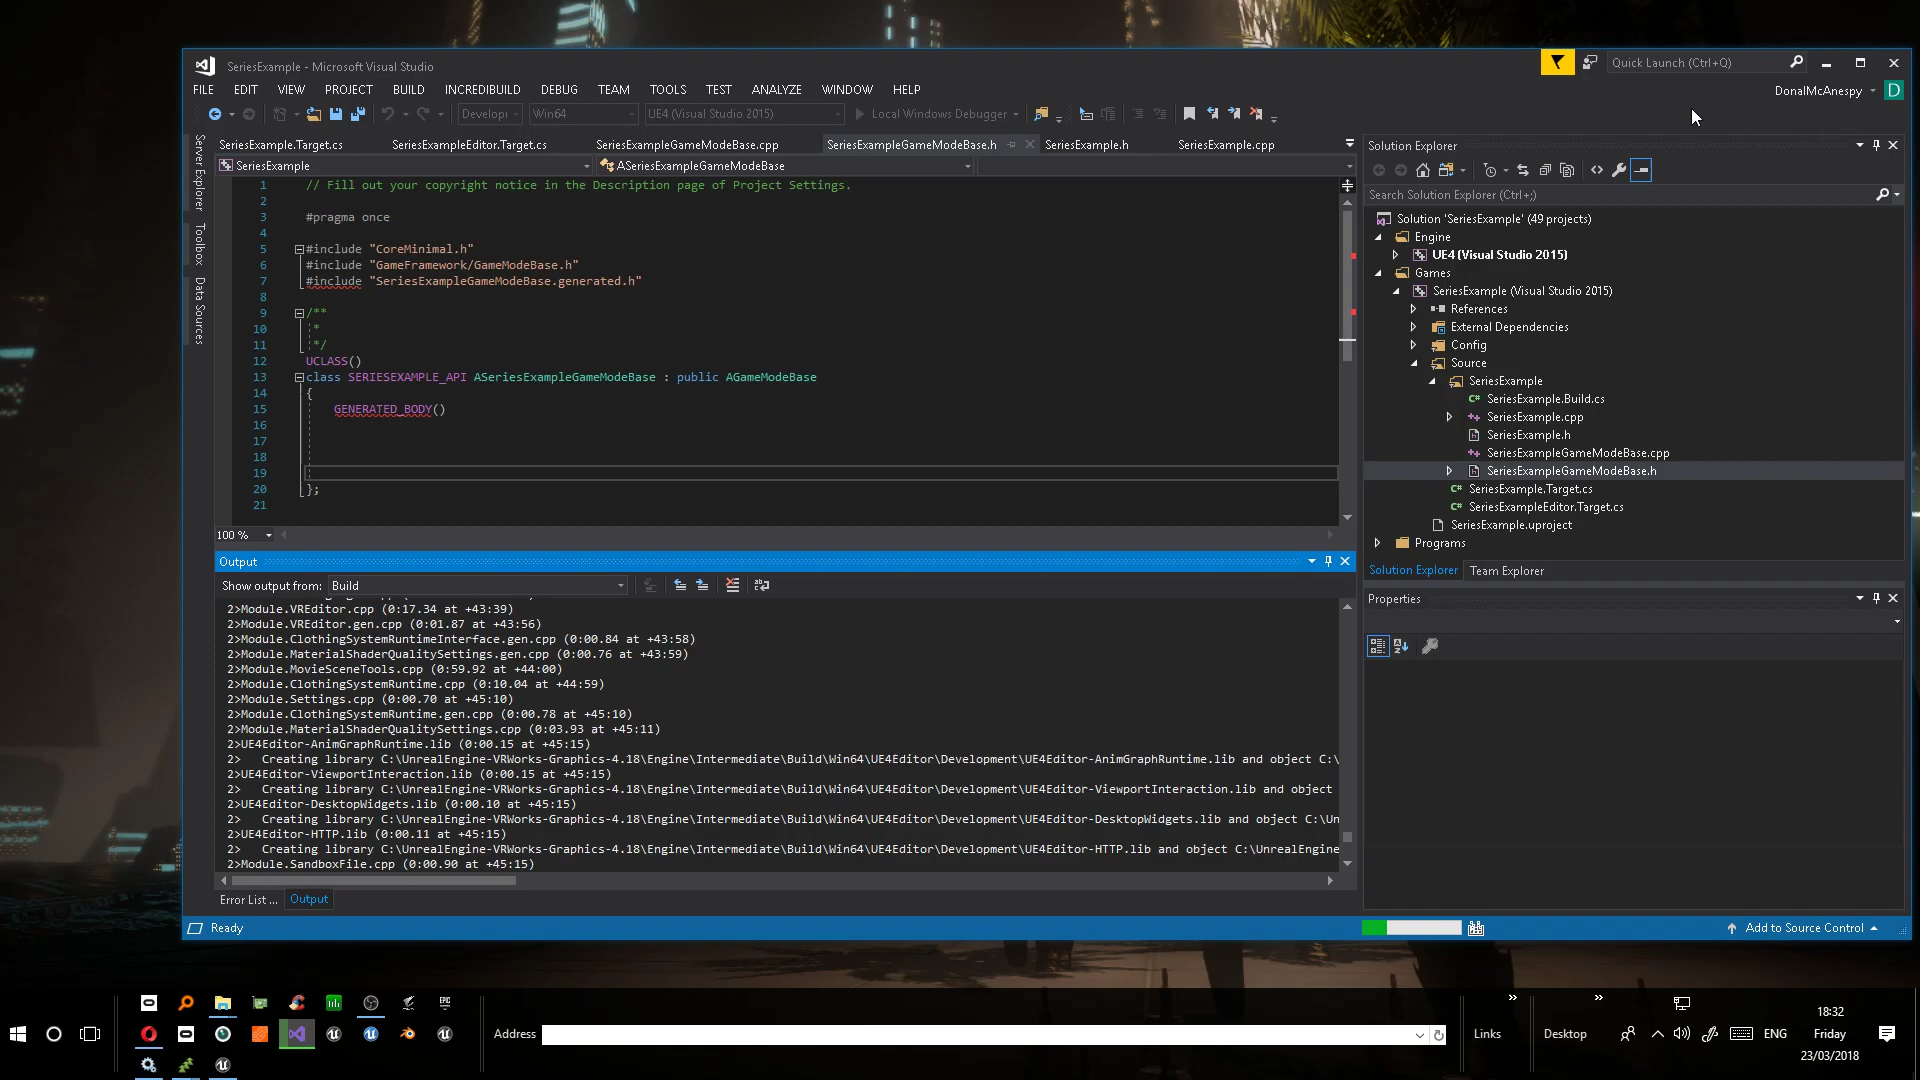 SeriesExample - Microsoft Visual Studio
Quick Launch (Ctrl+Q)
FILE EDIT VIEW PROJECT BUILD INCREDIBUILD DEBUG TEAM TOOLS TEST ANALYZE WINDOW HELP
DonalMcAnespy D
Developi Win64 UE4 (Visual Studio 2015) Local Windows Debugger
Server Explorer
Toolbox
Data Sources
SeriesExample.Target.cs SeriesExampleEditor.Target.cs SeriesExampleGameModeBase.cpp SeriesExampleGameModeBase.h SeriesExample.h SeriesExample.cpp
SeriesExample ASeriesExampleGameModeBase
1 // Fill out your copyright notice in the Description page of Project Settings.
2
3 #pragma once
4
5 #include "CoreMinimal.h"
6 #include "GameFramework/GameModeBase.h"
7 #include "SeriesExampleGameModeBase.generated.h"
8
9 /**
10 *
11 */
12 UCLASS()
13 class SERIESEXAMPLE_API ASeriesExampleGameModeBase : public AGameModeBase
14 {
15 GENERATED_BODY()
16
17
18
19
20 };
21
100 %
Output
Show output from: Build
2>Module.VREditor.cpp (0:17.34 at +43:39)
2>Module.VREditor.gen.cpp (0:01.87 at +43:56)
2>Module.ClothingSystemRuntimeInterface.gen.cpp (0:00.84 at +43:58)
2>Module.MaterialShaderQualitySettings.gen.cpp (0:00.76 at +43:59)
2>Module.MovieSceneTools.cpp (0:59.92 at +44:00)
2>Module.ClothingSystemRuntime.cpp (0:10.04 at +44:59)
2>Module.Settings.cpp (0:00.70 at +45:10)
2>Module.ClothingSystemRuntime.gen.cpp (0:00.78 at +45:10)
2>Module.MaterialShaderQualitySettings.cpp (0:03.93 at +45:11)
2>UE4Editor-AnimGraphRuntime.lib (0:00.15 at +45:15)
2> Creating library C:\UnrealEngine-VRWorks-Graphics-4.18\Engine\Intermediate\Build\Win64\UE4Editor\Development\UE4Editor-AnimGraphRuntime.lib and object C:\
2>UE4Editor-ViewportInteraction.lib (0:00.15 at +45:15)
2> Creating library C:\UnrealEngine-VRWorks-Graphics-4.18\Engine\Intermediate\Build\Win64\UE4Editor\Development\UE4Editor-ViewportInteraction.lib and object
2>UE4Editor-DesktopWidgets.lib (0:00.10 at +45:15)
2> Creating library C:\UnrealEngine-VRWorks-Graphics-4.18\Engine\Intermediate\Build\Win64\UE4Editor\Development\UE4Editor-DesktopWidgets.lib and object C:\Un
2>UE4Editor-HTTP.lib (0:00.11 at +45:15)
2> Creating library C:\UnrealEngine-VRWorks-Graphics-4.18\Engine\Intermediate\Build\Win64\UE4Editor\Development\UE4Editor-HTTP.lib and object C:\UnrealEngine
2>Module.SandboxFile.cpp (0:00.90 at +45:15)
Error List ... Output
Solution Explorer
Search Solution Explorer (Ctrl+;)
Solution 'SeriesExample' (49 projects)
Engine
UE4 (Visual Studio 2015)
Games
SeriesExample (Visual Studio 2015)
References
External Dependencies
Config
Source
SeriesExample
SeriesExample.Build.cs
SeriesExample.cpp
SeriesExample.h
SeriesExampleGameModeBase.cpp
SeriesExampleGameModeBase.h
SeriesExample.Target.cs
SeriesExampleEditor.Target.cs
SeriesExample.uproject
Programs
Solution Explorer Team Explorer
Properties
Ready
Add to Source Control
EPIC
Address
Links
Desktop
ENG
18:32
Friday
23/03/2018